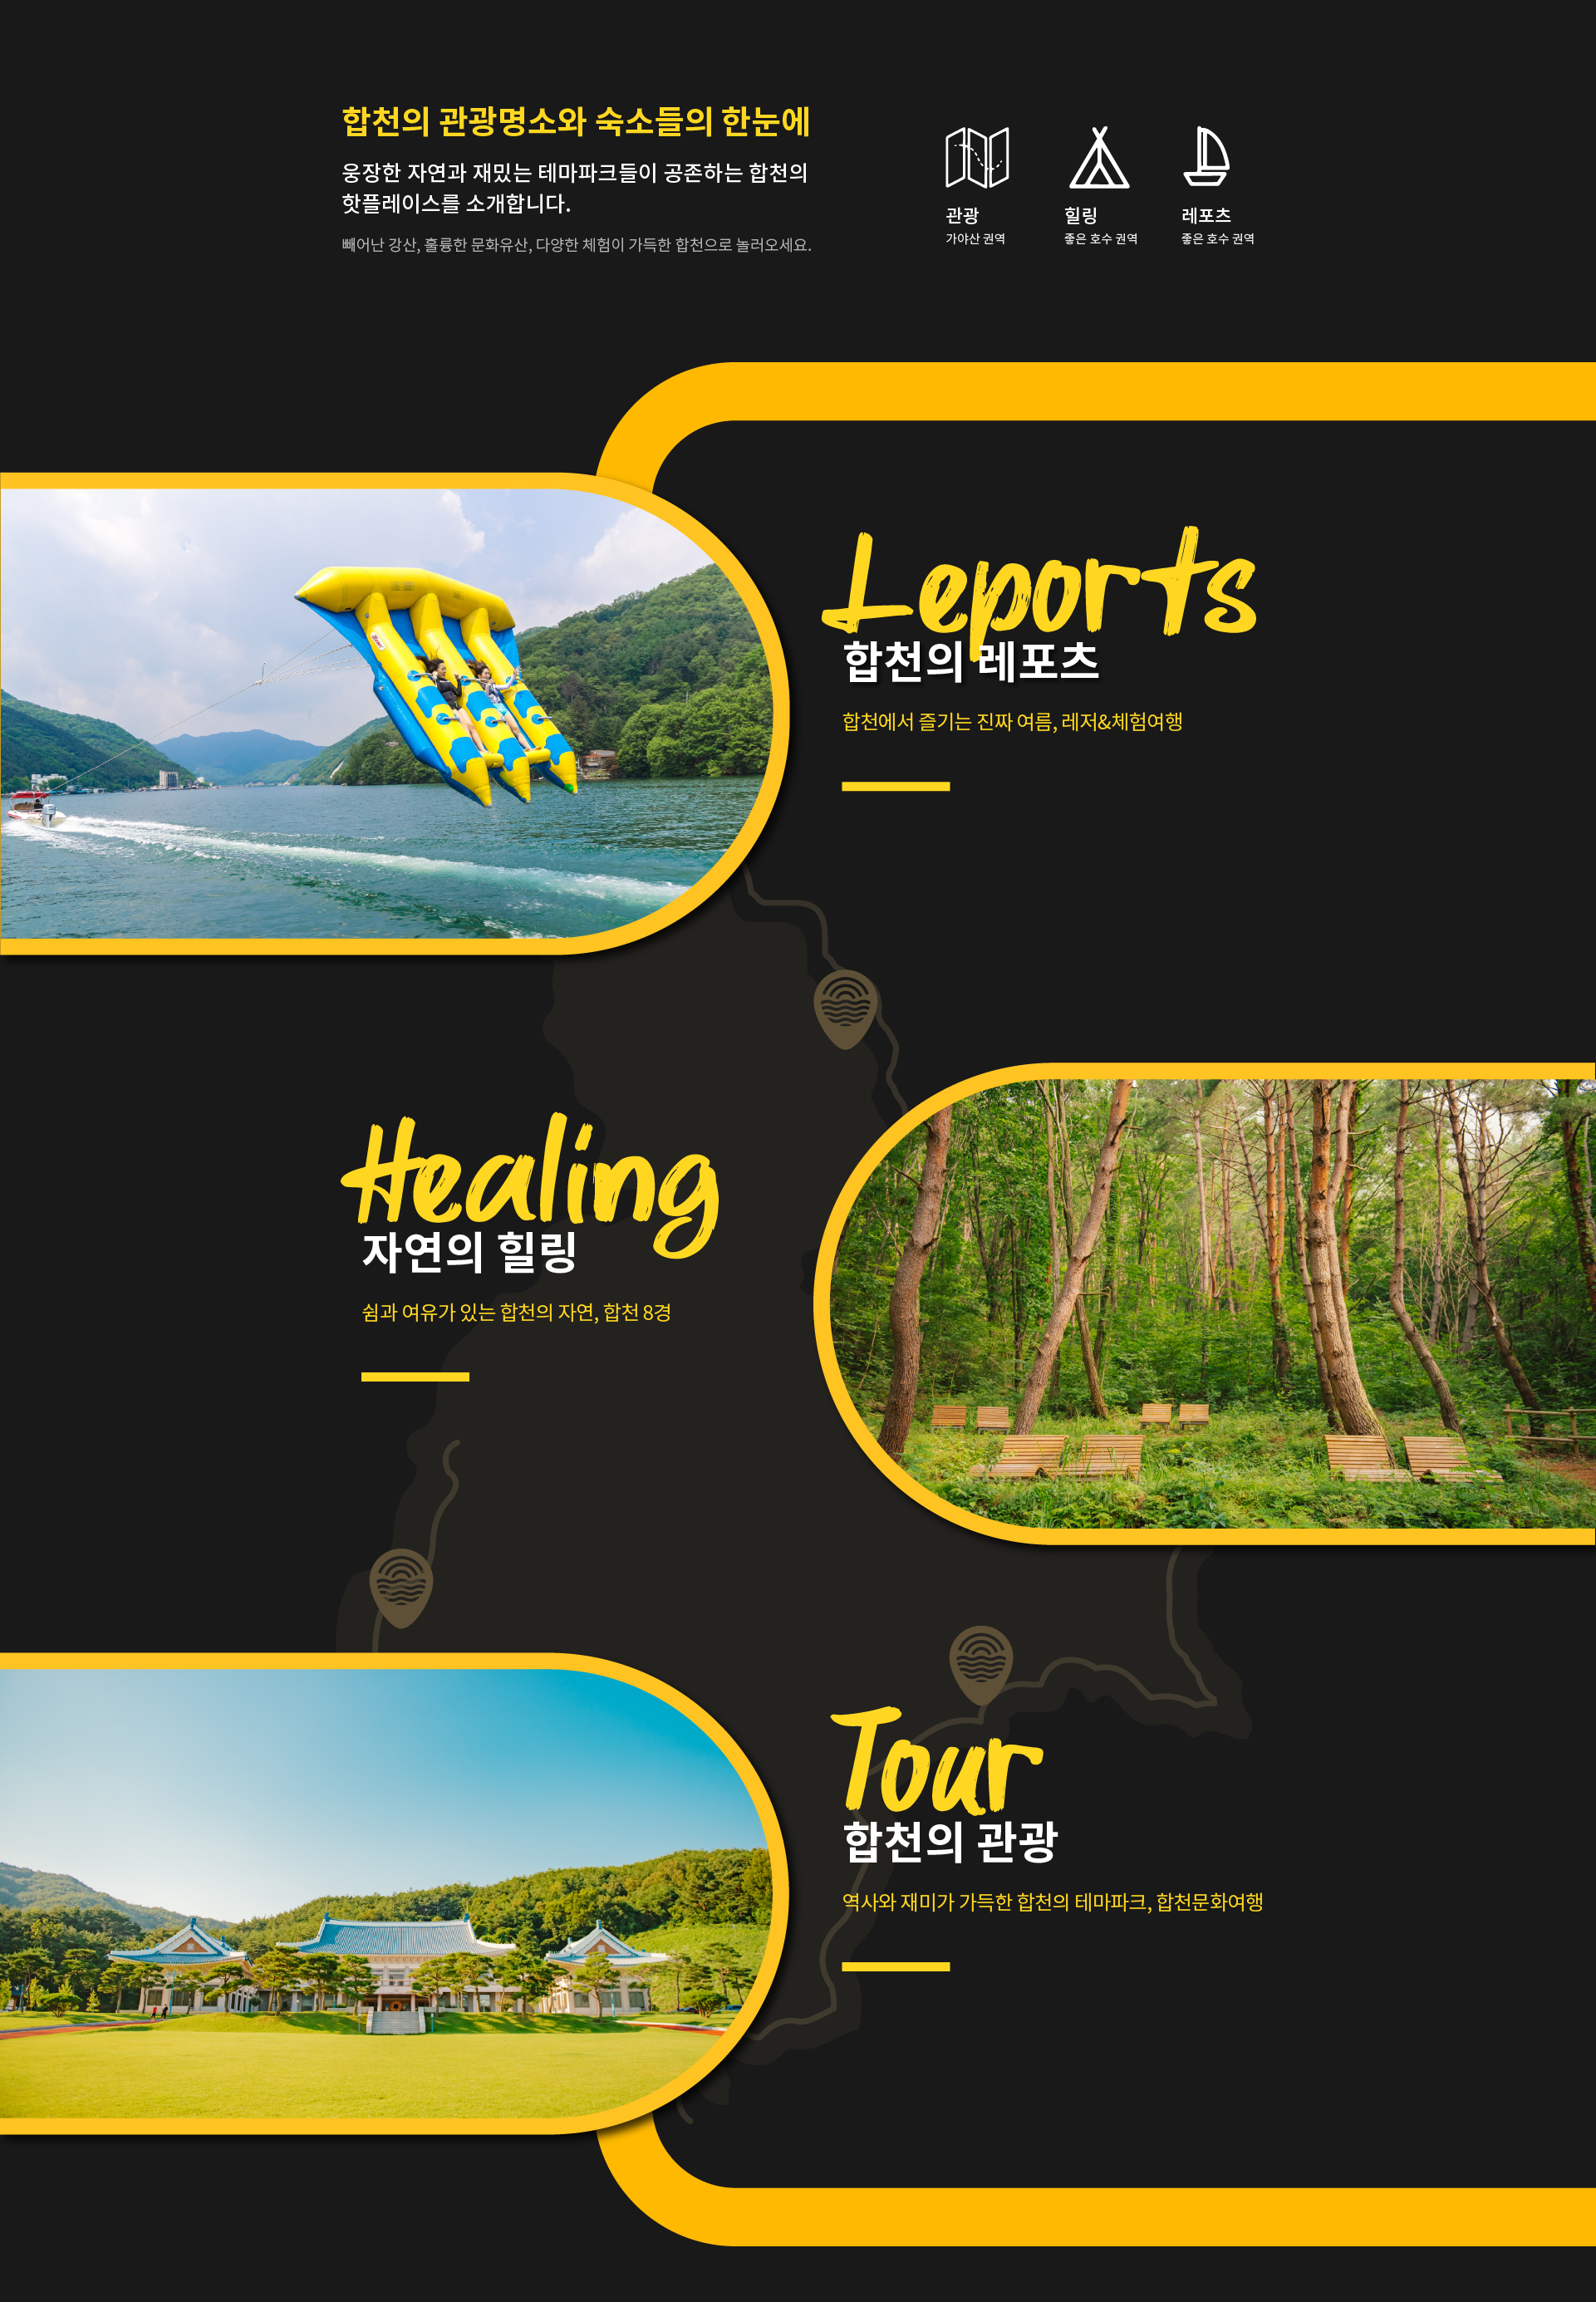 합천의 관광명소와 숙소들의 한눈에
웅장한 자연과 재밌는 테마파크들이 공존하는 합천의
핫플레이스를 소개합니다.
빼어난 강산, 훌륭한 문화유산, 다양한 체험이 가득한 합천으로 놀러오세요.
관광
가야산 권역
힐링
좋은 호수 권역
레포츠
좋은 호수 권역
Leports
합천의 레포츠
합천에서 즐기는 진짜 여름, 레저&체험여행
Healing
자연의 힐링
쉼과 여유가 있는 합천의 자연, 합천 8경
Tour
합천의 관광
역사와 재미가 가득한 합천의 테마파크, 합천문화여행